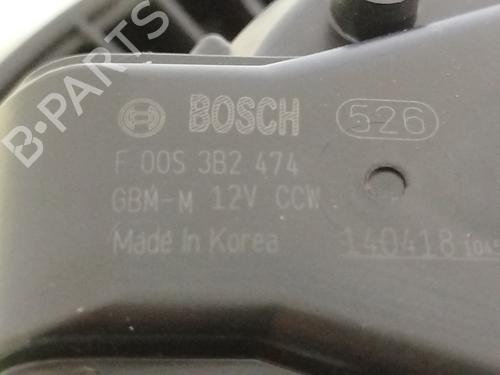 B-PARTS
BOSCH 526
F 00S 3B2 474
GBM-M 12V CCW
Made In Korea 140418